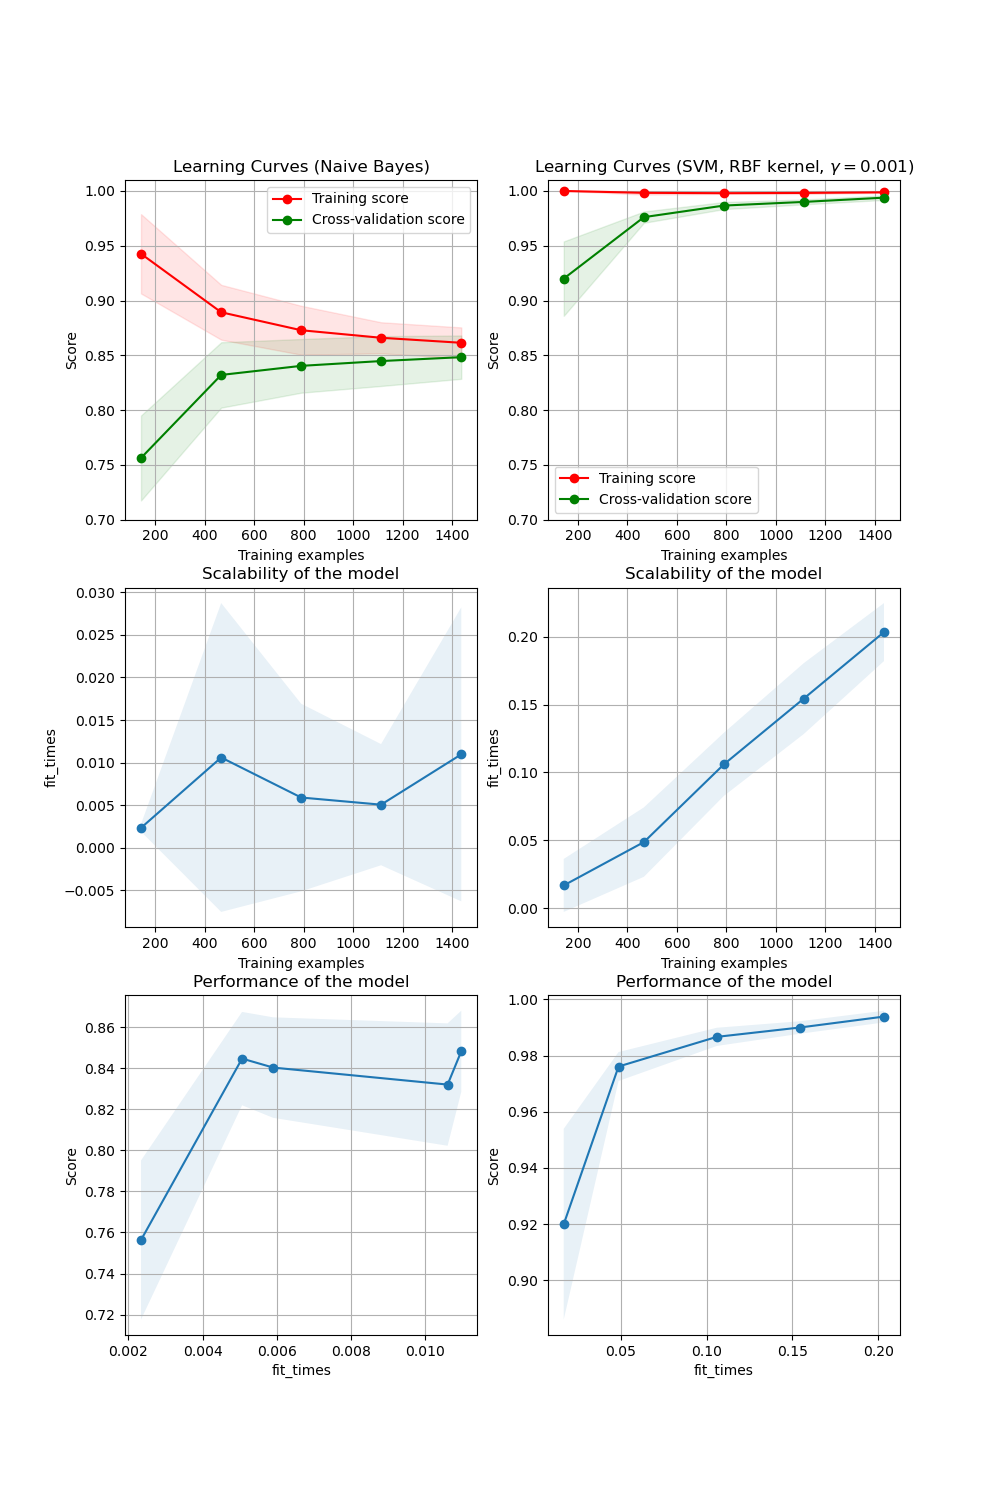 Learning Curves (Naive Bayes)
1.00
0.95
0.90
0.85
0.80
0.75
0.70
Score
Training score
Cross-validation score
200 400 600 800 1000 1200 1400
Training examples
Learning Curves (SVM, RBF kernel, γ = 0.001)
1.00
0.95
0.90
0.85
0.80
0.75
0.70
Score
Training score
Cross-validation score
200 400 600 800 1000 1200 1400
Training examples
Scalability of the model
0.030
0.025
0.020
0.015
0.010
0.005
0.000
−0.005
fit_times
200 400 600 800 1000 1200 1400
Training examples
Scalability of the model
0.20
0.15
0.10
0.05
0.00
fit_times
200 400 600 800 1000 1200 1400
Training examples
Performance of the model
0.86
0.84
0.82
0.80
0.78
0.76
0.74
0.72
Score
0.002 0.004 0.006 0.008 0.010
fit_times
Performance of the model
1.00
0.98
0.96
0.94
0.92
0.90
Score
0.05 0.10 0.15 0.20
fit_times